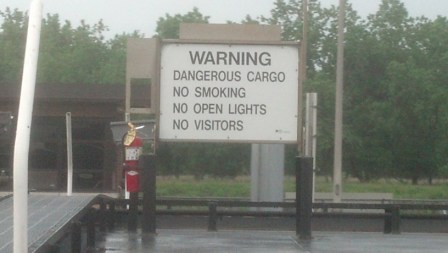 WARNING
DANGEROUS CARGO
NO SMOKING
NO OPEN LIGHTS
NO VISITORS